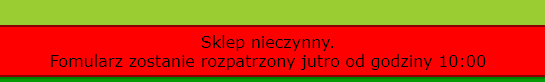 Sklep nieczynny.
Fomularz zostanie rozpatrzony jutro od godziny 10:00